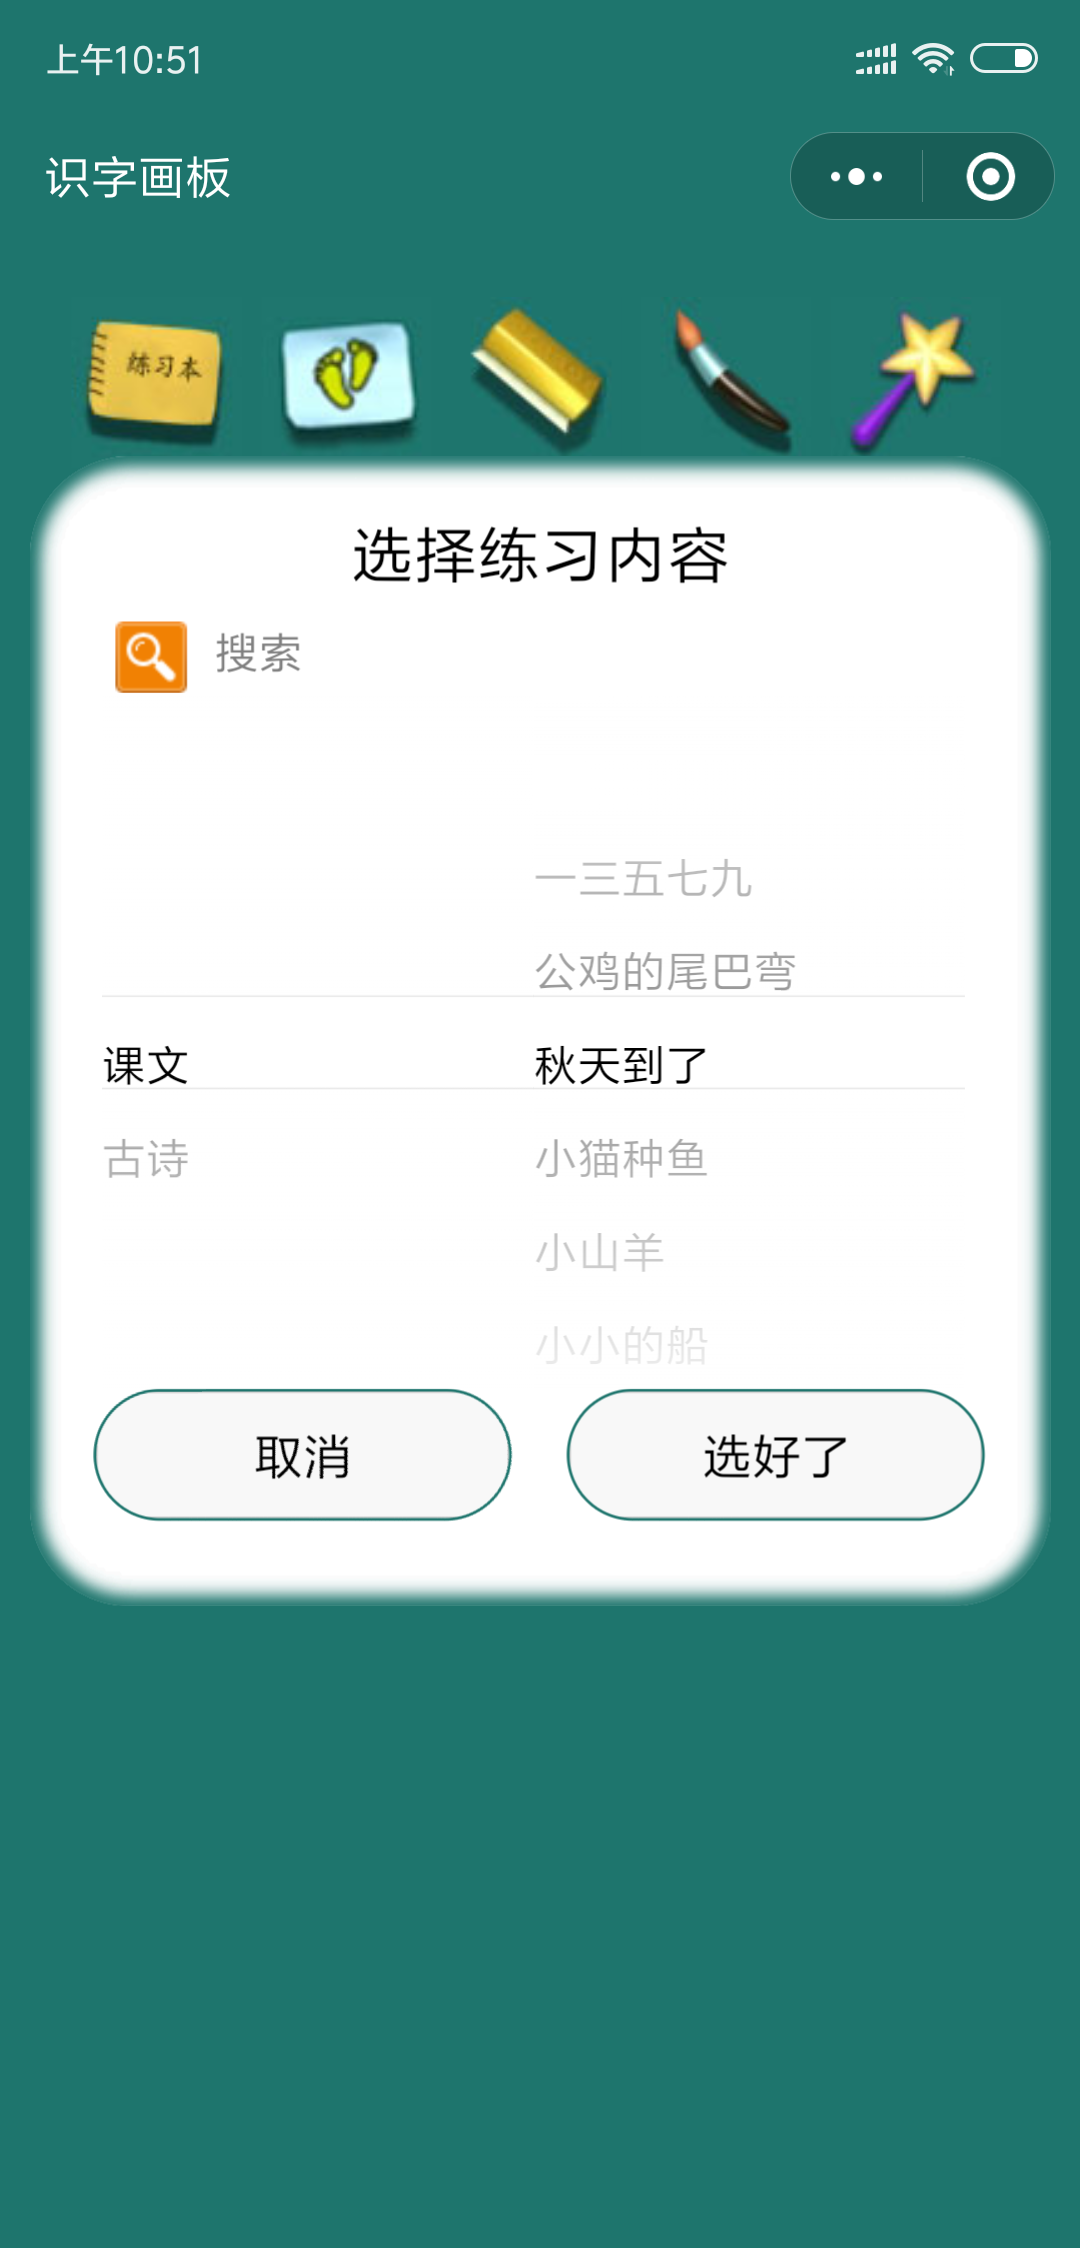 上午10:51
识字画板
练习本
选择练习内容
搜索
一三五七九
公鸡的尾巴弯
课文 秋天到了
古诗 小猫种鱼
小山羊
小小的船
取消 选好了